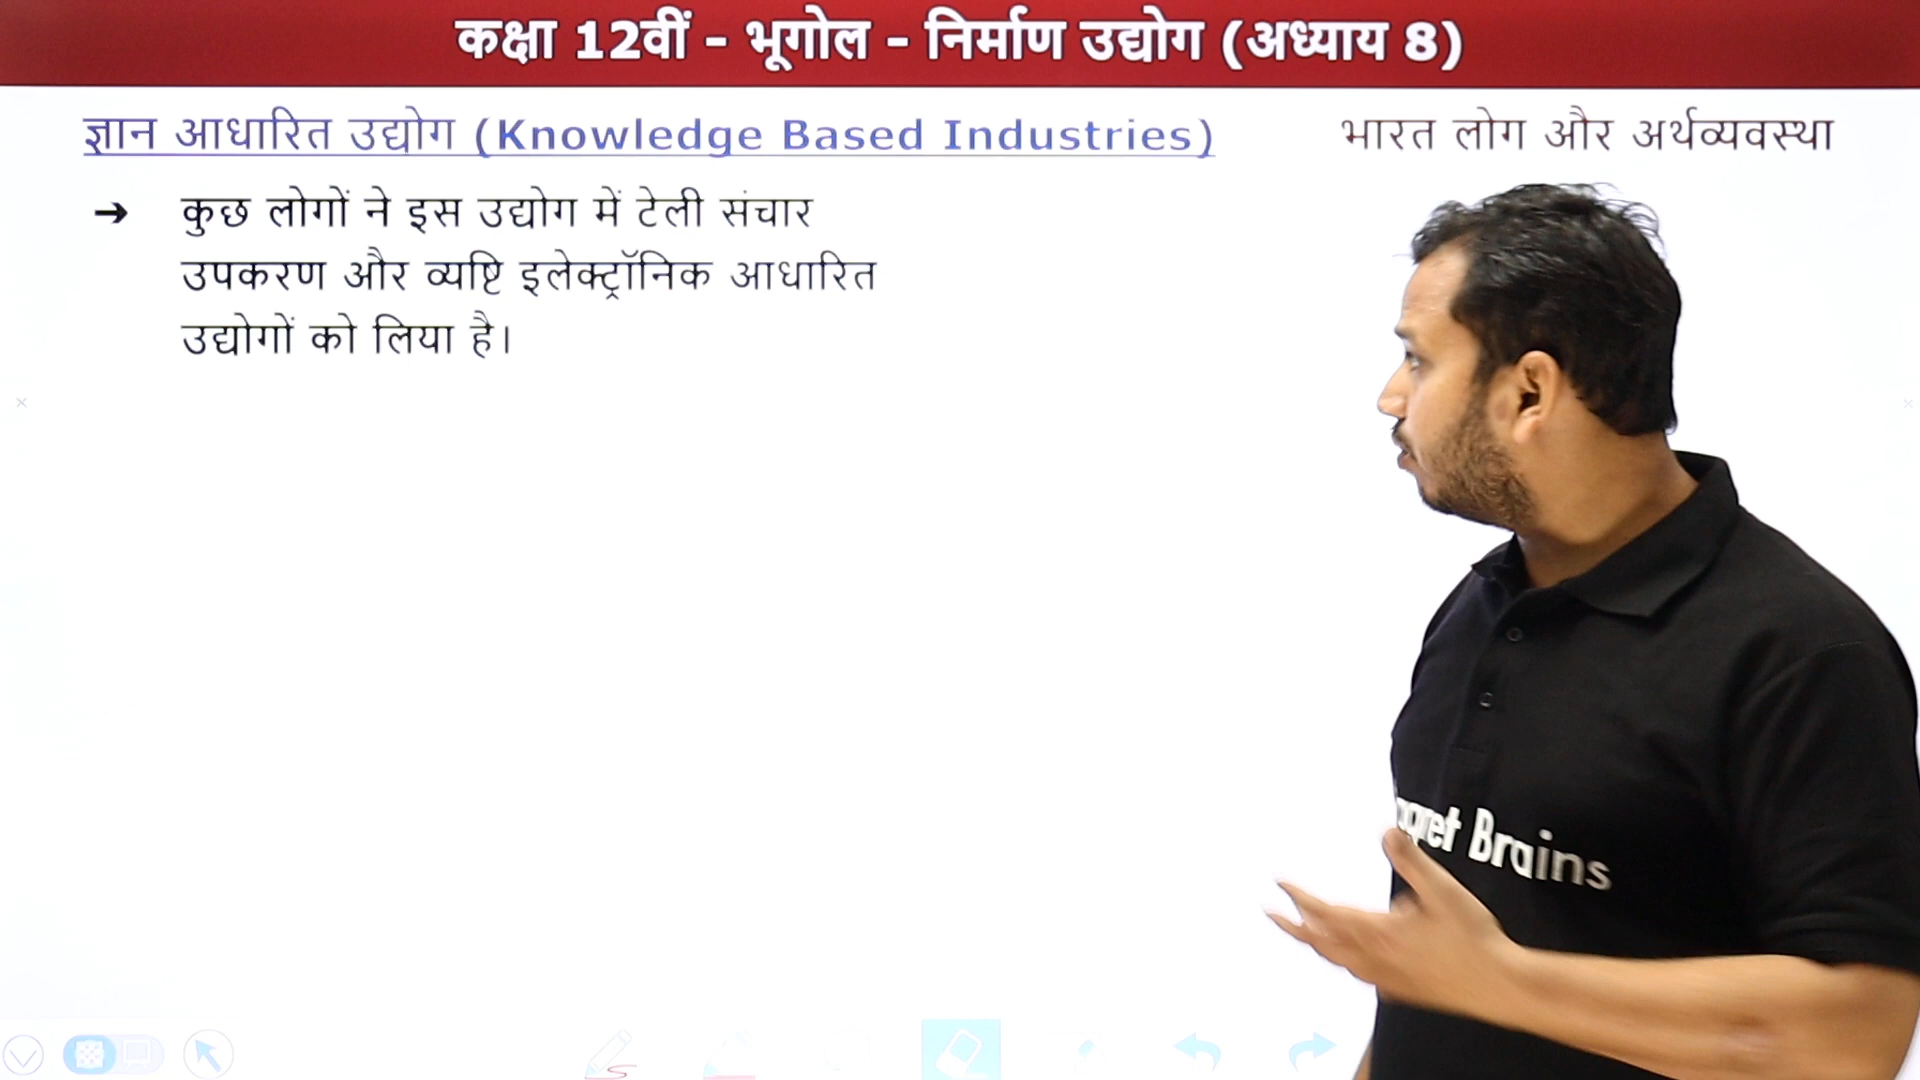 कक्षा 12वीं - भूगोल - निर्माण उद्योग (अध्याय 8)
ज्ञान आधारित उद्योग (Knowledge Based Industries)
भारत लोग और अर्थव्यवस्था
➔ कुछ लोगों ने इस उद्योग में टेली संचार
उपकरण और व्यष्टि इलेक्ट्रॉनिक आधारित
उद्योगों को लिया है।
Brains